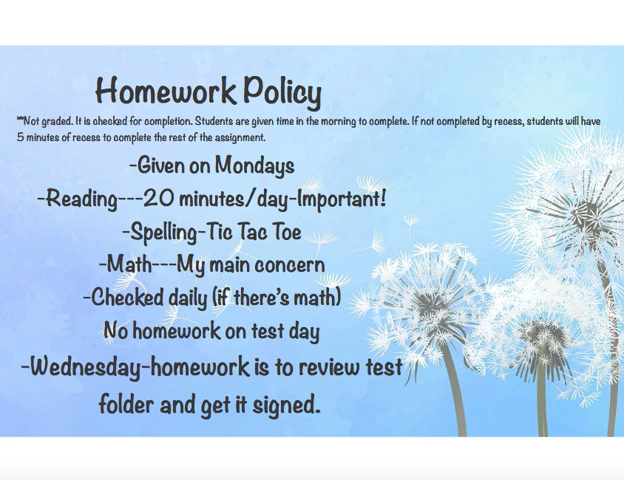 Homework Policy
**Not graded. It is checked for completion. Students are given time in the morning to complete. If not completed by recess, students will have
5 minutes of recess to complete the rest of the assignment.
-Given on Mondays
-Reading---20 minutes/day-Important!
-Spelling-Tic Tac Toe
-Math---My main concern
-Checked daily (if there's math)
No homework on test day
-Wednesday-homework is to review test
folder and get it signed.